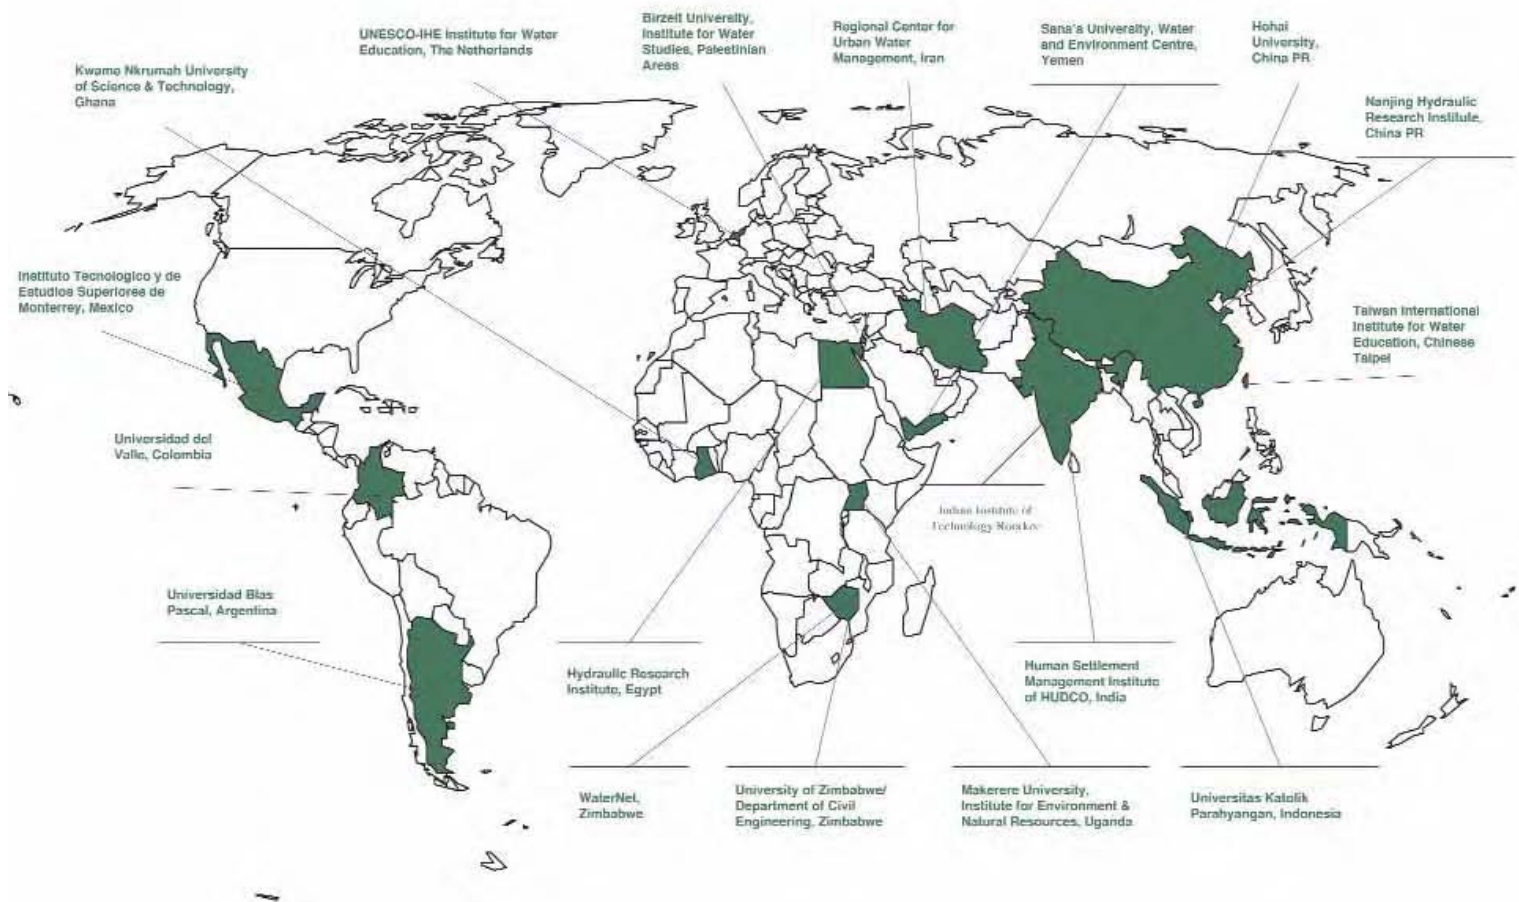 Kwame Nkrumah University
of Science & Technology,
Ghana
UNESCO-IHE Institute for Water
Education, The Netherlands
Birzeit University,
Institute for Water
Studies, Palestinian
Areas
Regional Center for
Urban Water
Management, Iran
Sana'a University, Water
and Environment Centre,
Yemen
Hohai
University,
China PR
Nanjing Hydraulic
Research Institute,
China PR
Instituto Tecnologico y de
Estudios Superiores de
Monterrey, Mexico
Taiwan International
Institute for Water
Education, Chinese
Taipei
Universidad del
Valle, Colombia
Indian Institute of
Technology Roorkee
Universidad Blas
Pascal, Argentina
Hydraulic Research
Institute, Egypt
Human Settlement
Management Institute
of HUDCO, India
WaterNet,
Zimbabwe
University of Zimbabwe/
Department of Civil
Engineering, Zimbabwe
Makerere University,
Institute for Environment &
Natural Resources, Uganda
Universitas Katolik
Parahyangan, Indonesia